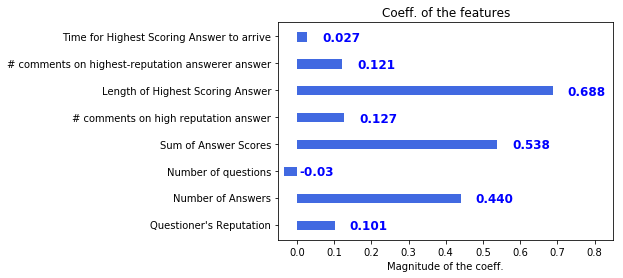 Coeff. of the features
Time for Highest Scoring Answer to arrive 0.027
# comments on highest-reputation answerer answer 0.121
Length of Highest Scoring Answer 0.688
# comments on high reputation answer 0.127
Sum of Answer Scores 0.538
Number of questions -0.03
Number of Answers 0.440
Questioner's Reputation 0.101
0.0 0.1 0.2 0.3 0.4 0.5 0.6 0.7 0.8
Magnitude of the coeff.